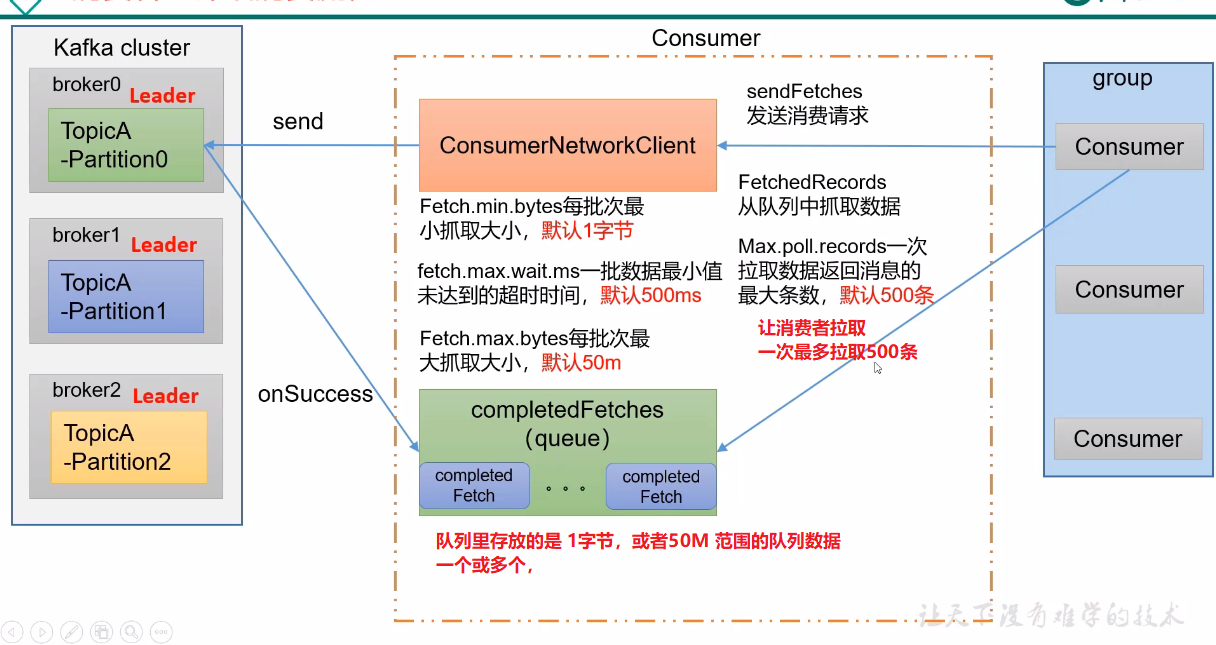 Kafka cluster
broker0
Leader
TopicA
-Partition0
broker1
Leader
TopicA
-Partition1
broker2
Leader
TopicA
-Partition2
send
onSuccess
Consumer
ConsumerNetworkClient
Fetch.min.bytes每批次最
小抓取大小，默认1字节
fetch.max.wait.ms一批数据最小值
未达到的超时时间，默认500ms
Fetch.max.bytes每批次最
大抓取大小，默认50m
completedFetches
（queue）
completed
Fetch
。。。
completed
Fetch
队列里存放的是 1字节，或者50M 范围的队列数据
一个或多个，
sendFetches
发送消费请求
FetchedRecords
从队列中抓取数据
Max.poll.records一次
拉取数据返回消息的
最大条数，默认500条
让消费者拉取
一次最多拉取500条
group
Consumer
Consumer
Consumer
让天下没有难学的技术